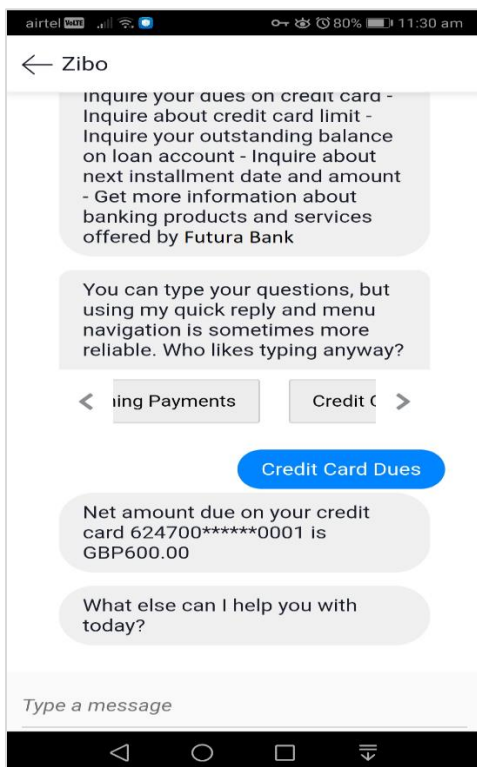 airtel VoLTE 80% 11:30 am
Zibo
Inquire your dues on credit card -
Inquire about credit card limit -
Inquire your outstanding balance
on loan account - Inquire about
next installment date and amount
- Get more information about
banking products and services
offered by Futura Bank
You can type your questions, but
using my quick reply and menu
navigation is sometimes more
reliable. Who likes typing anyway?
ing Payments Credit
Credit Card Dues
Net amount due on your credit
card 624700******0001 is
GBP600.00
What else can I help you with
today?
Type a message